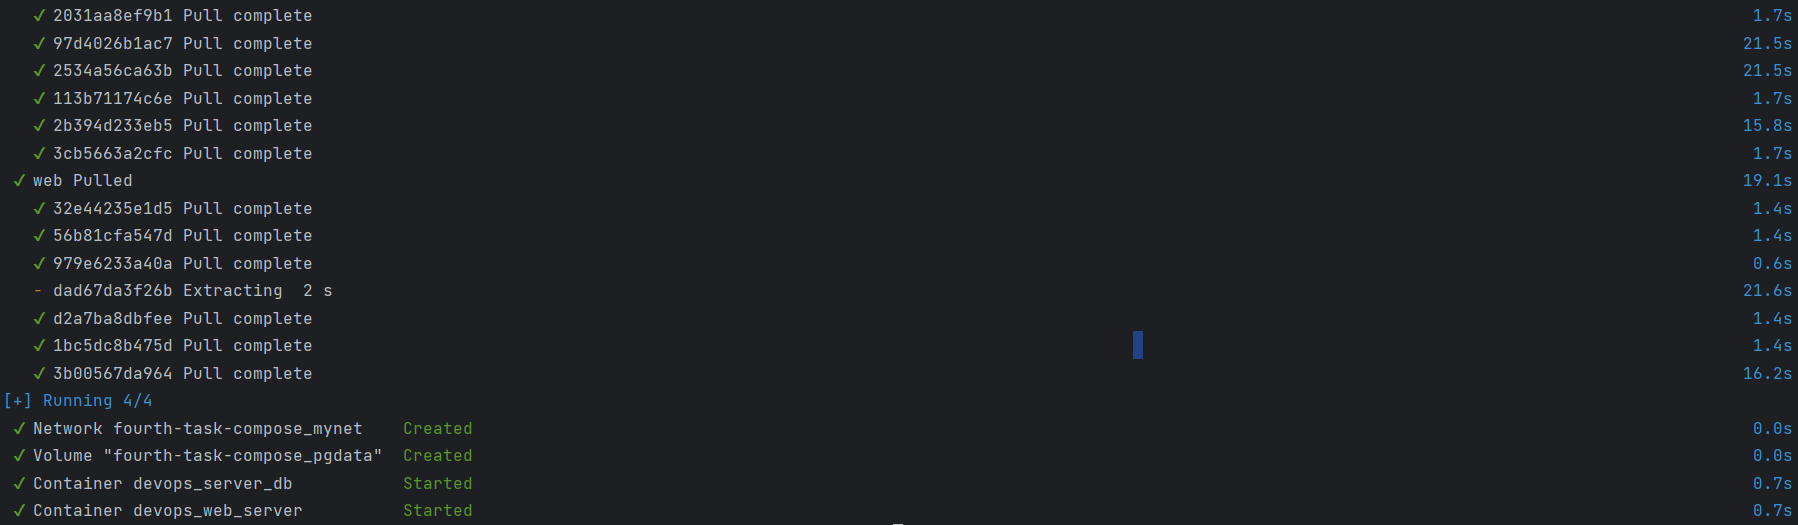 ✓ 2031aa8ef9b1 Pull complete 1.7s
✓ 97d4026b1ac7 Pull complete 21.5s
✓ 2534a56ca63b Pull complete 21.5s
✓ 113b71174c6e Pull complete 1.7s
✓ 2b394d233eb5 Pull complete 15.8s
✓ 3cb5663a2cfc Pull complete 1.7s
✓ web Pulled 19.1s
✓ 32e44235e1d5 Pull complete 1.4s
✓ 56b81cfa547d Pull complete 1.4s
✓ 979e6233a40a Pull complete 0.6s
- dad67da3f26b Extracting 2 s 21.6s
✓ d2a7ba8dbfee Pull complete 1.4s
✓ 1bc5dc8b475d Pull complete 1.4s
✓ 3b00567da964 Pull complete 16.2s
[+] Running 4/4
✓ Network fourth-task-compose_mynet Created 0.0s
✓ Volume "fourth-task-compose_pgdata" Created 0.0s
✓ Container devops_server_db Started 0.7s
✓ Container devops_web_server Started 0.7s